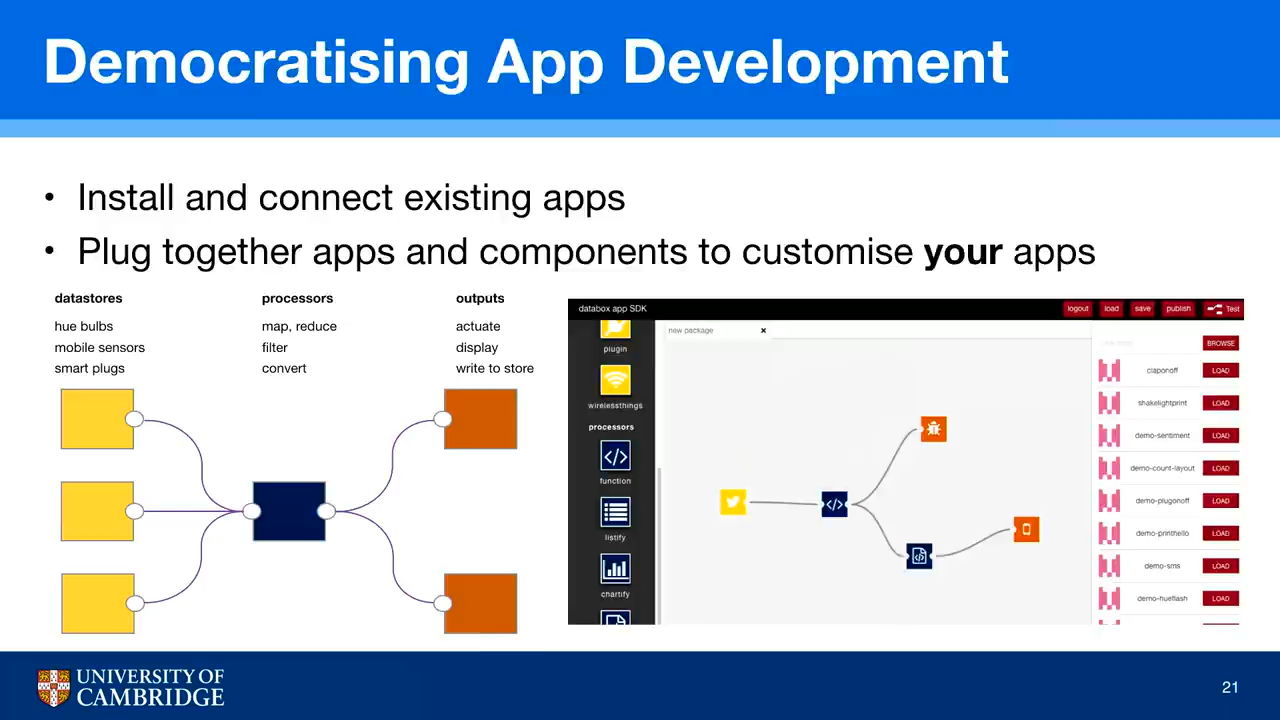 Democratising App Development
• Install and connect existing apps
• Plug together apps and components to customise your apps
datastores
hue bulbs
mobile sensors
smart plugs
processors
map, reduce
filter
convert
outputs
actuate
display
write to store
databox app SDK
logout
load
save
publish
Test
plugin
wirelessthings
processors
function
listify
chartify
new package
BROWSE
claponoff LOAD
shakelightprint LOAD
demo-sentiment LOAD
demo-count-layout LOAD
demo-plugonoff LOAD
demo-printhello LOAD
demo-sms LOAD
demo-hueflash LOAD
UNIVERSITY OF
CAMBRIDGE
21